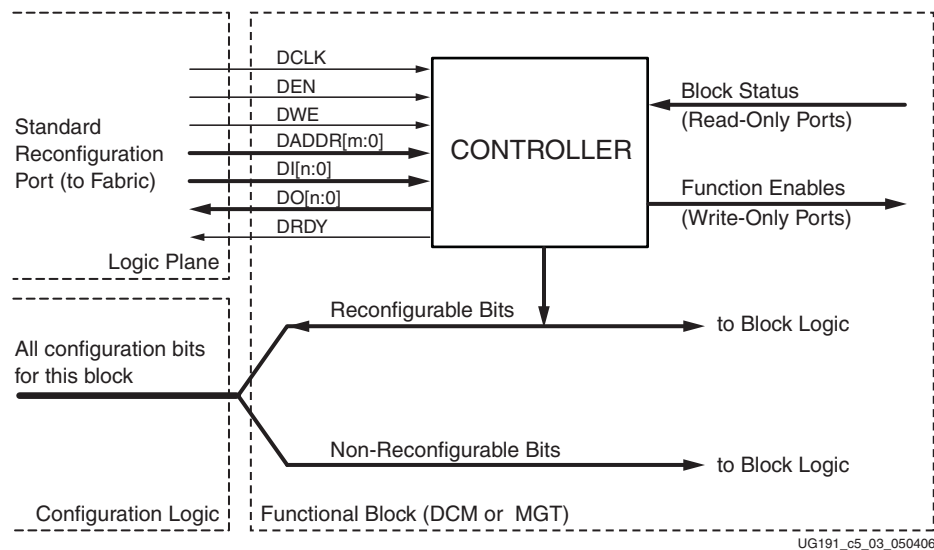 DCLK
DEN
DWE
DADDR[m:0]
DI[n:0]
DO[n:0]
DRDY
Standard
Reconfiguration
Port (to Fabric)
Logic Plane
CONTROLLER
Block Status
(Read-Only Ports)
Function Enables
(Write-Only Ports)
Reconfigurable Bits
to Block Logic
All configuration bits
for this block
Non-Reconfigurable Bits
to Block Logic
Configuration Logic
Functional Block (DCM or MGT)
UG191_c5_03_050406